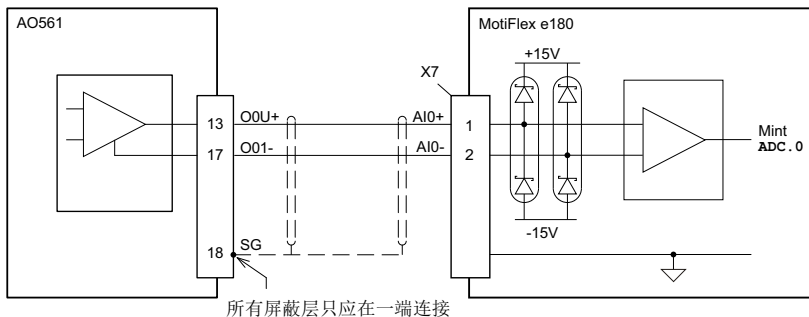 AO561
MotiFlex e180
+15V
X7
13
O0U+
AI0+
1
17
O01-
AI0-
2
Mint
ADC.0
-15V
18
SG
所有屏蔽层只应在一端连接